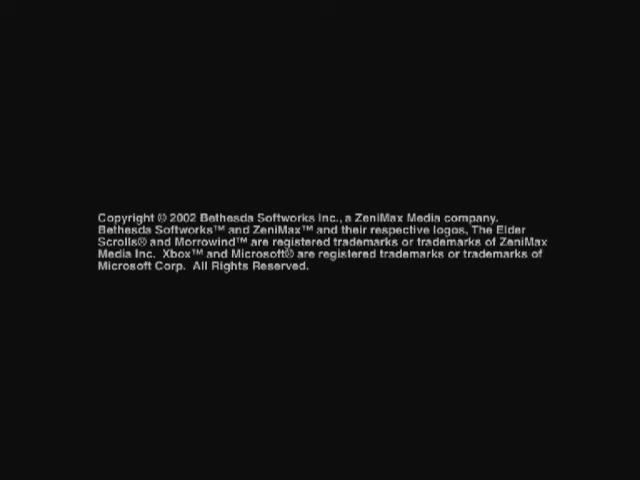 Copyright © 2002 Bethesda Softworks Inc., a ZeniMax Media company.
Bethesda Softworks™ and ZeniMax™ and their respective logos, The Elder
Scrolls® and Morrowind™ are registered trademarks or trademarks of ZeniMax
Media Inc.  Xbox™ and Microsoft® are registered trademarks or trademarks of
Microsoft Corp.  All Rights Reserved.